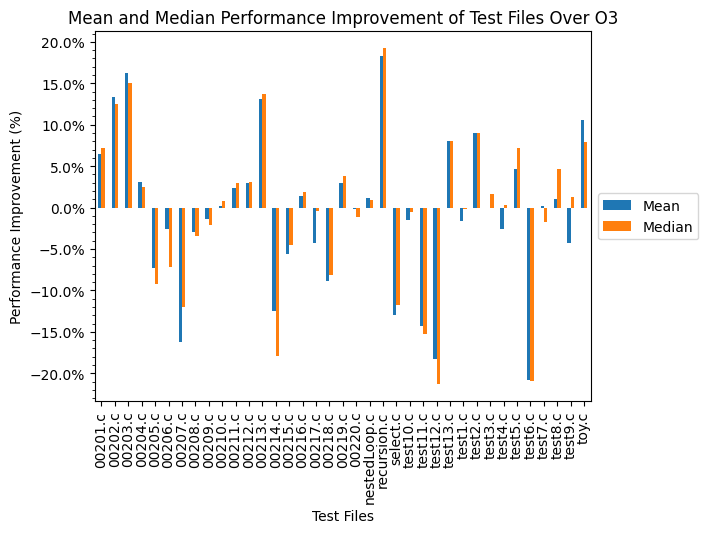 Mean and Median Performance Improvement of Test Files Over O3
20.0%
15.0%
10.0%
5.0%
0.0%
−5.0%
−10.0%
−15.0%
−20.0%
Performance Improvement (%)
Mean
Median
00201.c
00202.c
00203.c
00204.c
00205.c
00206.c
00207.c
00208.c
00209.c
00210.c
00211.c
00212.c
00213.c
00214.c
00215.c
00216.c
00217.c
00218.c
00219.c
00220.c
nestedLoop.c
recursion.c
select.c
test10.c
test11.c
test12.c
test13.c
test1.c
test2.c
test3.c
test4.c
test5.c
test6.c
test7.c
test8.c
test9.c
toy.c
Test Files